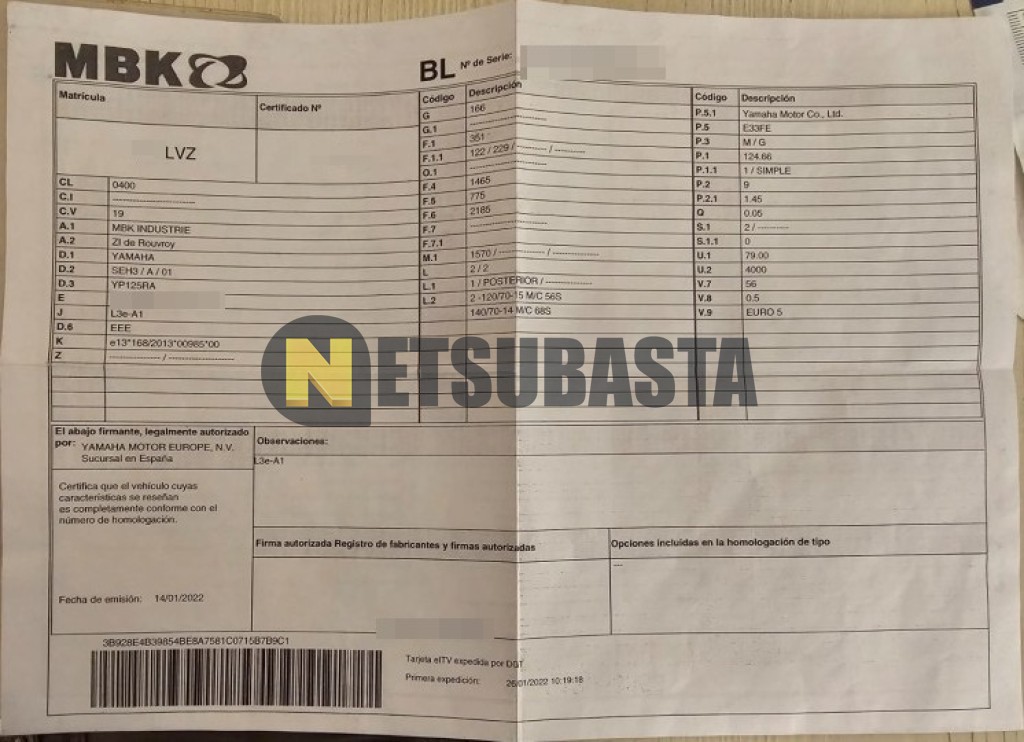 MBK
BL Nº de Serie:
Matrícula
LVZ
Certificado Nº
CL 0400
C.I --------------------
C.V 19
A.1 MBK INDUSTRIE
A.2 ZI de Rouvroy
D.1 YAMAHA
D.2 SEH3 / A / 01
D.3 YP125RA
E
J L3e-A1
D.6 EEE
K e13*168/2013*00985*00
Z ------------ / ----------------
Código Descripción
G 166
G.1 ------------------
F.1 351
F.1.1 122 / 229 / -------- / --------
O.1 ------------------
F.4 1465
F.5 775
F.6 2185
F.7 ------------------
F.7.1
M.1 1570 / ------------ / ------------
L 2 / 2
L.1 1 / POSTERIOR / ------------
L.2 2 -120/70-15 M/C 56S
140/70-14 M/C 68S
Código Descripción
P.5.1 Yamaha Motor Co., Ltd.
P.5 E33FE
P.3 M / G
P.1 124.66
P.1.1 1 / SIMPLE
P.2 9
P.2.1 1.45
Q 0.05
S.1 2 / --------
S.1.1 0
U.1 79.00
U.2 4000
V.7 56
V.8 0.5
V.9 EURO 5
NETSUBASTA
El abajo firmante, legalmente autorizado
por: YAMAHA MOTOR EUROPE, N.V.
Sucursal en España
Certifica que el vehículo cuyas
características se reseñan
es completamente conforme con el
número de homologación.
Fecha de emisión: 14/01/2022
Observaciones:
L3e-A1
Firma autorizada Registro de fabricantes y firmas autorizadas
Opciones incluidas en la homologación de tipo
---
3B928E4B39854BE8A7581C0715B7B9C1
Tarjeta eITV expedida por DGT
Primera expedición: 26/01/2022 10:19:18